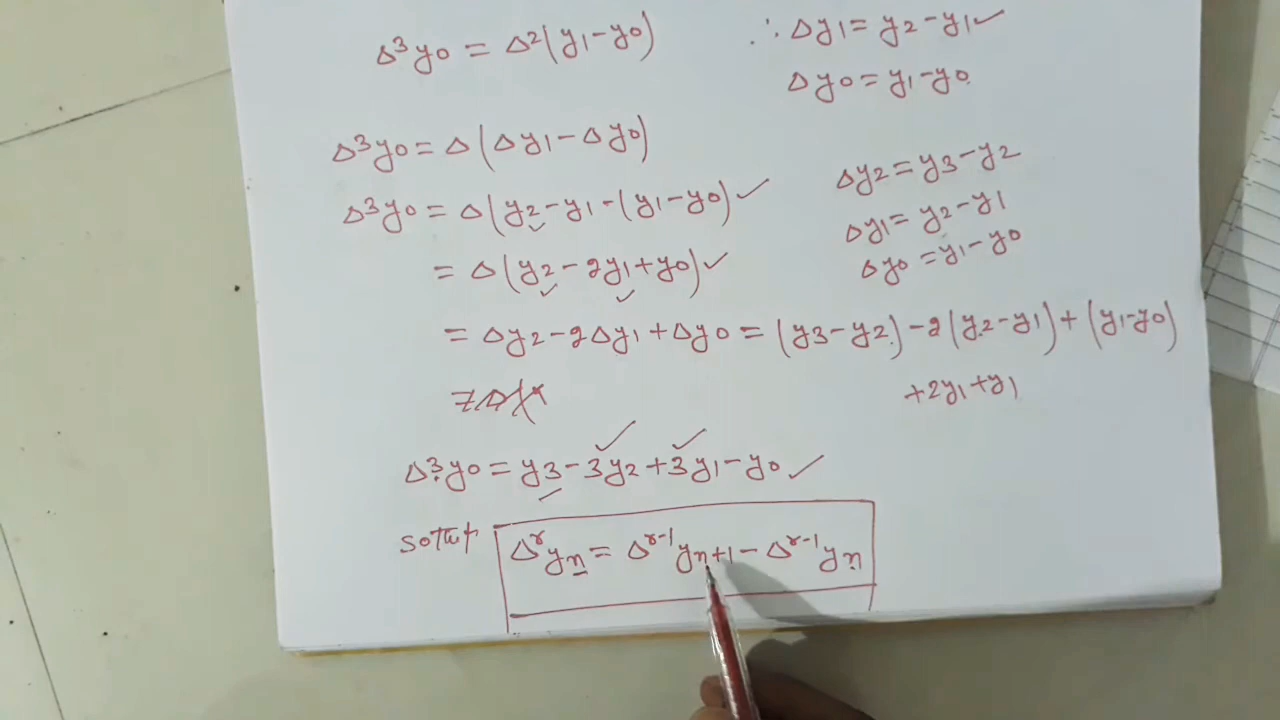 Δ³y0 = Δ²(y1-y0)
∴ Δy1 = y2-y1✓
Δy0 = y1-y0
Δ³y0 = Δ(Δy1-Δy0)
Δ³y0 = Δ(y2-y1-(y1-y0)✓
Δy2 = y3-y2
Δy1 = y2-y1
Δy0 = y1-y0
= Δ(y2-2y1+y0)✓
= Δy2-2Δy1+Δy0 = (y3-y2)-2(y2-y1)+(y1-y0)
+2y1+y1
Δ³y0 = y3-3y2+3y1-y0✓
Δʳyn = Δʳ⁻¹yn+1 - Δʳ⁻¹yn